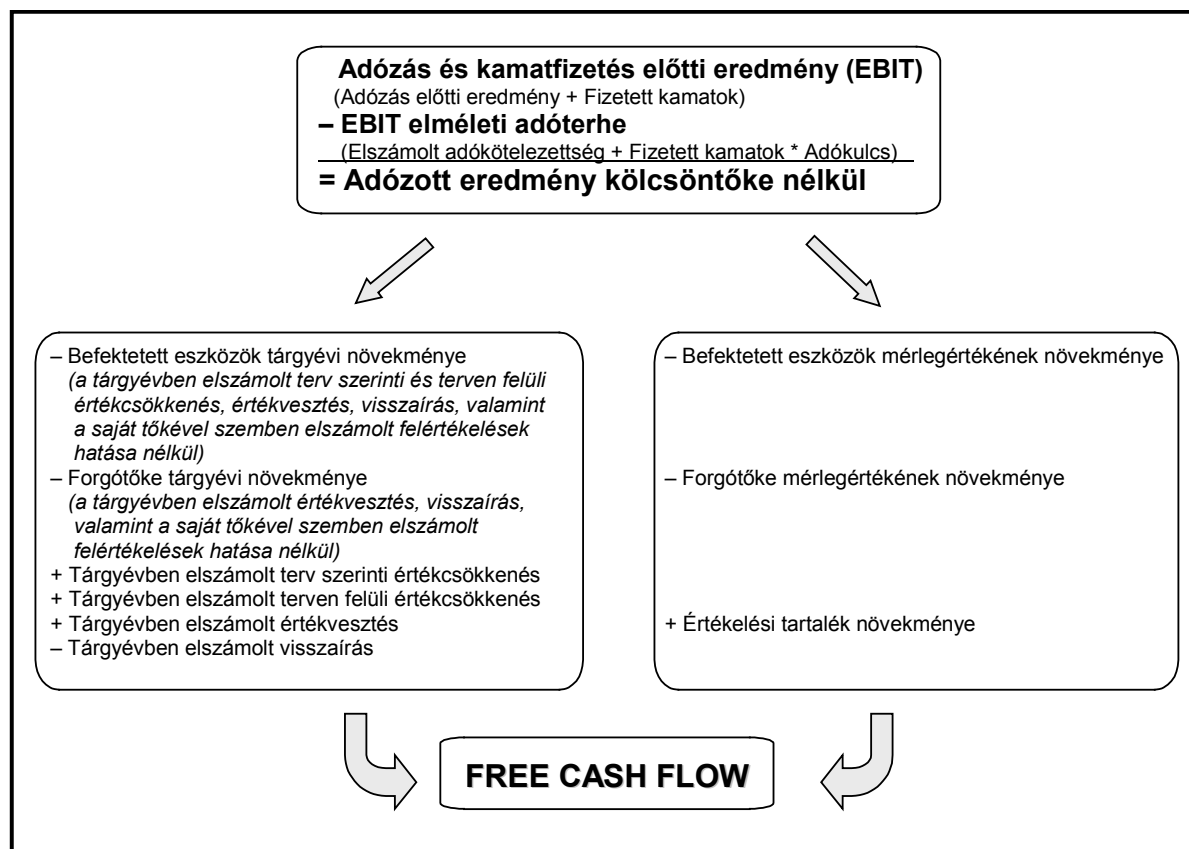 Adózás és kamatfizetés előtti eredmény (EBIT)
(Adózás előtti eredmény + Fizetett kamatok)
– EBIT elméleti adóterhe
(Elszámolt adókötelezettség + Fizetett kamatok * Adókulcs)
= Adózott eredmény kölcsöntőke nélkül
– Befektetett eszközök tárgyévi növekménye
(a tárgyévben elszámolt terv szerinti és terven felüli
értékcsökkenés, értékvesztés, visszaírás, valamint
a saját tőkével szemben elszámolt felértékelések
hatása nélkül)
– Forgótőke tárgyévi növekménye
(a tárgyévben elszámolt értékvesztés, visszaírás,
valamint a saját tőkével szemben elszámolt
felértékelések hatása nélkül)
+ Tárgyévben elszámolt terv szerinti értékcsökkenés
+ Tárgyévben elszámolt terven felüli értékcsökkenés
+ Tárgyévben elszámolt értékvesztés
– Tárgyévben elszámolt visszaírás
– Befektetett eszközök mérlegértékének növekménye
– Forgótőke mérlegértékének növekménye
+ Értékelési tartalék növekménye
FREE CASH FLOW